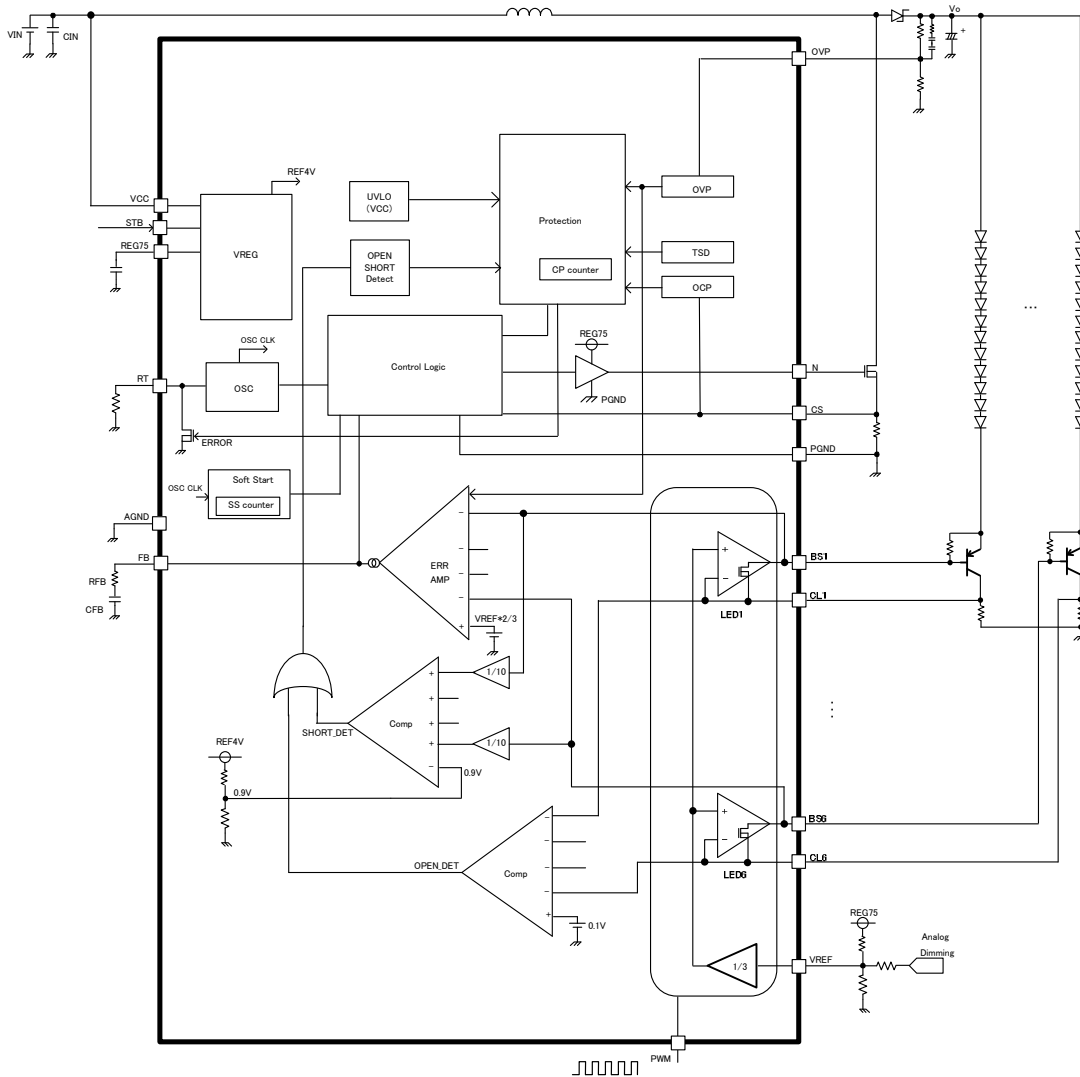 Vo
VIN
CIN
+
OVP
REF4V
VCC
STB
REG75
VREG
UVLO
(VCC)
OPEN
SHORT
Detect
Protection
CP counter
OVP
TSD
OCP
OSC CLK
RT
OSC
Control Logic
REG75
PGND
N
CS
PGND
ERROR
OSC CLK
Soft Start
SS counter
AGND
FB
RFB
CFB
ERR
AMP
−
−
−
−
+
VREF*2/3
+
−
LED1
BS1
CL1
...
1/10
1/10
+
+
+
+
−
Comp
SHORT_DET
0.9V
REF4V
0.9V
...
+
−
LED6
BS6
CL6
OPEN_DET
Comp
−
−
−
−
+
0.1V
REG75
Analog
Dimming
VREF
1/3
PWM